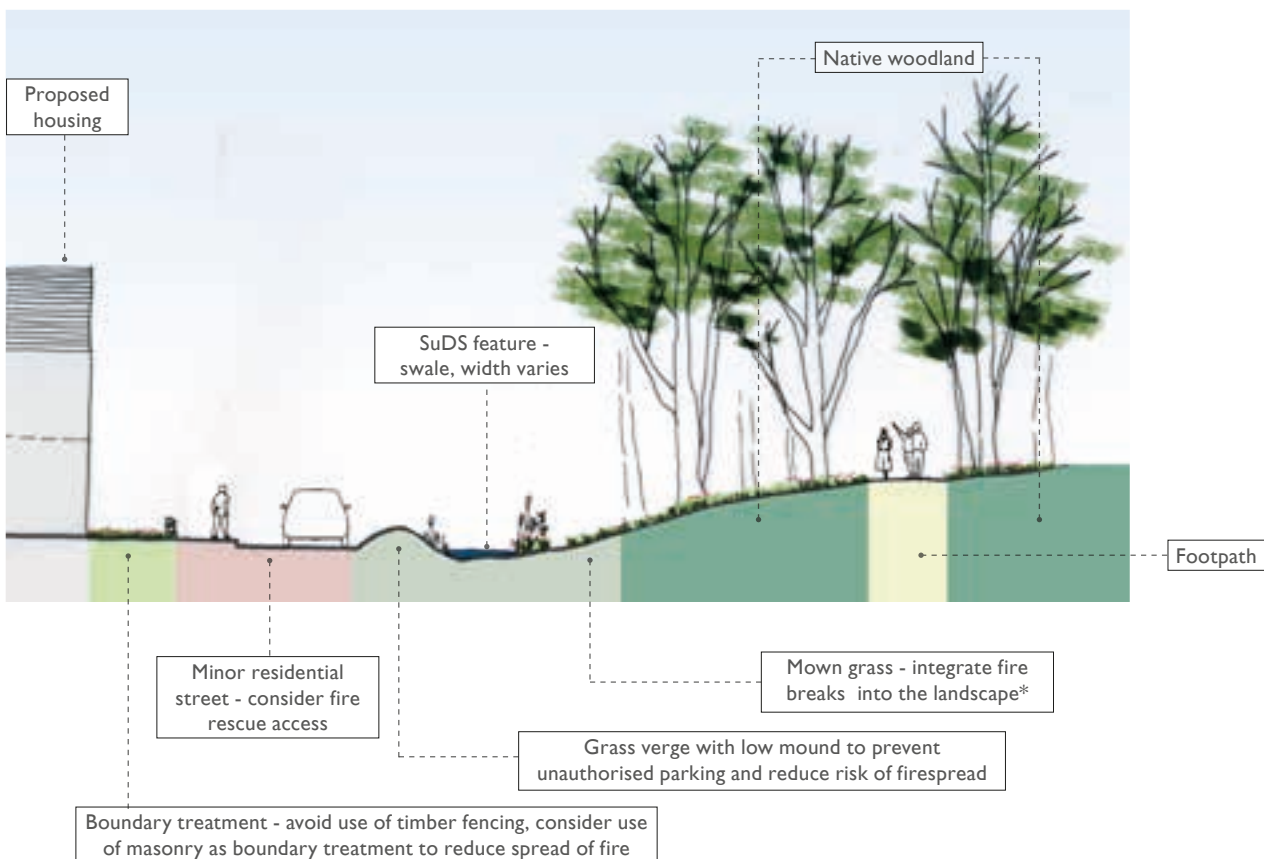 Native woodland
Proposed
housing
SuDS feature -
swale, width varies
Footpath
Minor residential
street - consider fire
rescue access
Mown grass - integrate fire
breaks into the landscape*
Grass verge with low mound to prevent
unauthorised parking and reduce risk of firespread
Boundary treatment - avoid use of timber fencing, consider use
of masonry as boundary treatment to reduce spread of fire